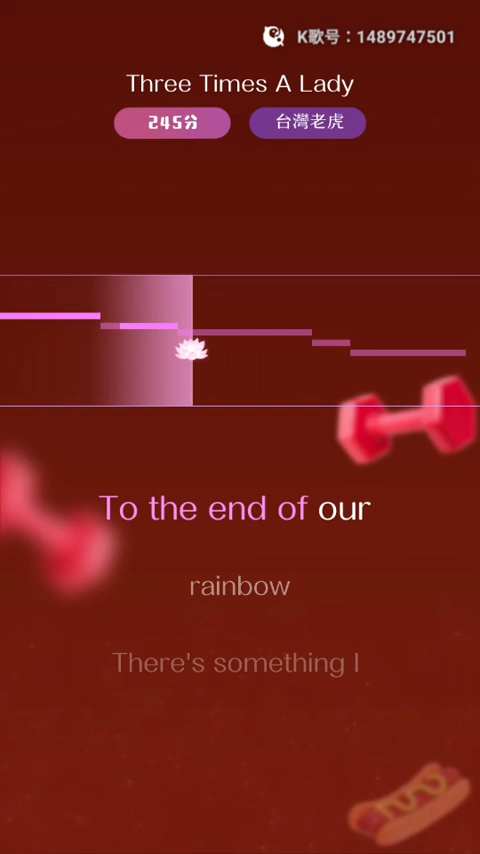 K歌号：1489747501
Three Times A Lady
245分 台灣老虎
To the end of our
rainbow
There's something I